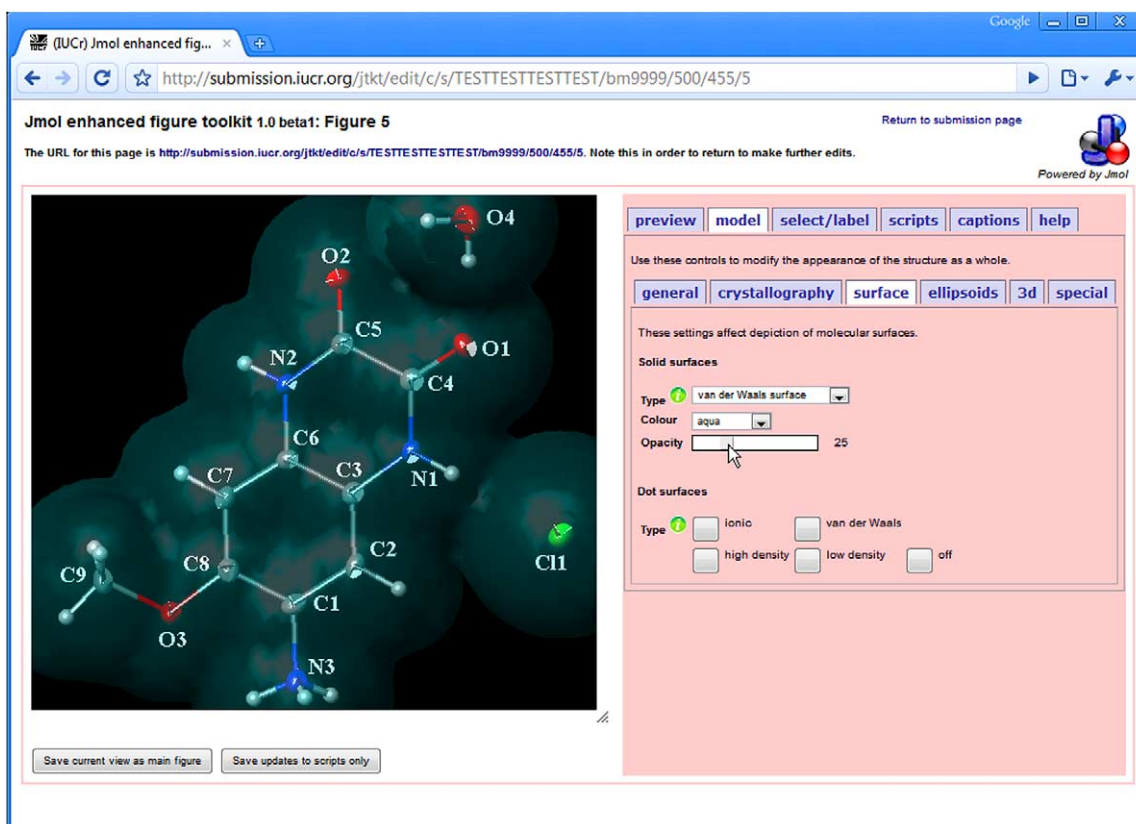 Google
(IUCr) Jmol enhanced fig...
http://submission.iucr.org/jtkt/edit/c/s/TESTTESTTESTTEST/bm9999/500/455/5
Jmol enhanced figure toolkit 1.0 beta1: Figure 5
Return to submission page
The URL for this page is http://submission.iucr.org/jtkt/edit/c/s/TESTTESTTESTTEST/bm9999/500/455/5. Note this in order to return to make further edits.
Powered by Jmol
O4
O2
C5
O1
N2
C4
C6
C7
C3
N1
C2
Cl1
C8
C9
C1
O3
N3
Save current view as main figure
Save updates to scripts only
preview model select/label scripts captions help
Use these controls to modify the appearance of the structure as a whole.
general crystallography surface ellipsoids 3d special
These settings affect depiction of molecular surfaces.
Solid surfaces
Type i van der Waals surface
Colour aqua
Opacity 25
Dot surfaces
Type i ionic van der Waals
high density low density off